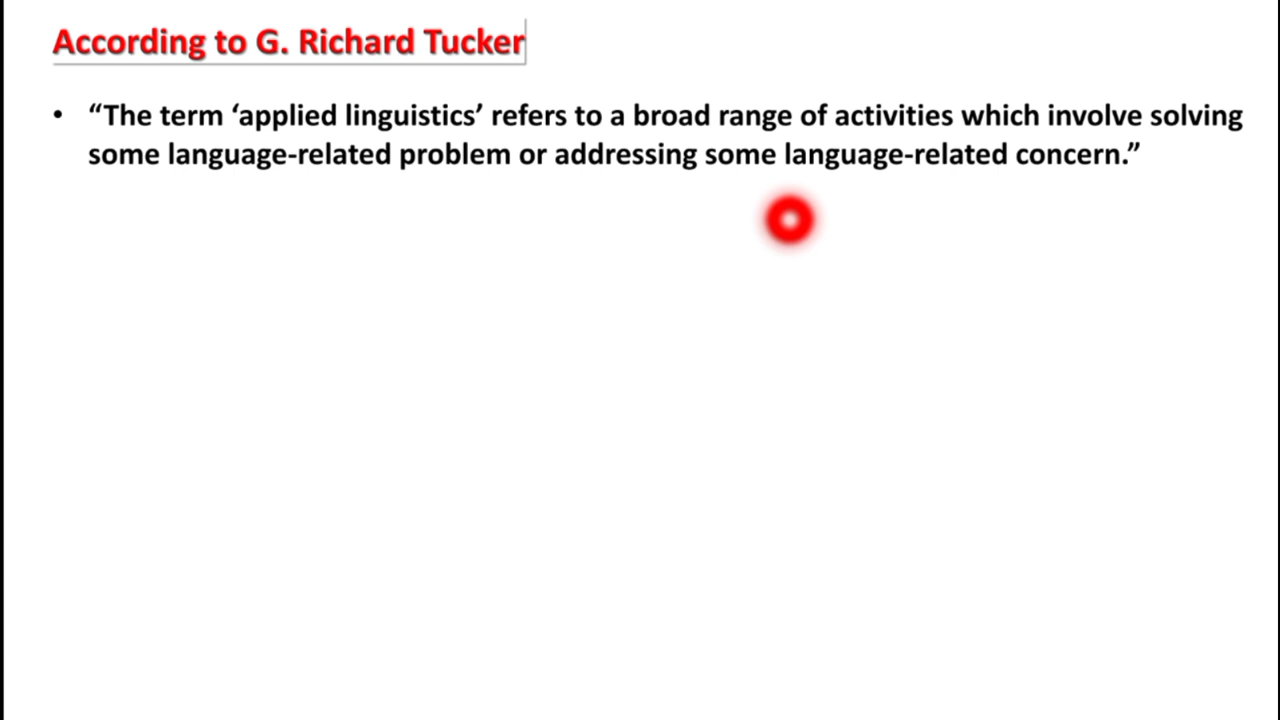 According to G. Richard Tucker
• “The term ‘applied linguistics’ refers to a broad range of activities which involve solving
some language-related problem or addressing some language-related concern.”